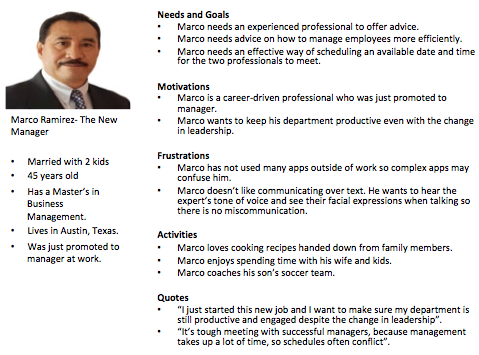 Marco Ramirez- The New
Manager
• Married with 2 kids
• 45 years old
• Has a Master's in
Business
Management.
• Lives in Austin, Texas.
• Was just promoted to
manager at work.
Needs and Goals
• Marco needs an experienced professional to offer advice.
• Marco needs advice on how to manage employees more efficiently.
• Marco needs an effective way of scheduling an available date and time
for the two professionals to meet.
Motivations
• Marco is a career-driven professional who was just promoted to
manager.
• Marco wants to keep his department productive even with the change
in leadership.
Frustrations
• Marco has not used many apps outside of work so complex apps may
confuse him.
• Marco doesn't like communicating over text. He wants to hear the
expert's tone of voice and see their facial expressions when talking so
there is no miscommunication.
Activities
• Marco loves cooking recipes handed down from family members.
• Marco enjoys spending time with his wife and kids.
• Marco coaches his son's soccer team.
Quotes
• “I just started this new job and I want to make sure my department is
still productive and engaged despite the change in leadership”.
• “It's tough meeting with successful managers, because management
takes up a lot of time, so schedules often conflict”.